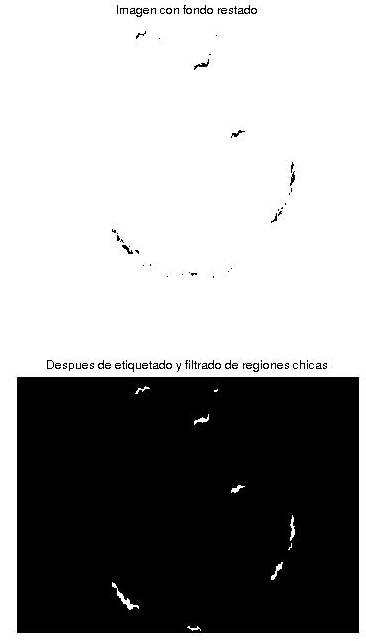 Imagen con fondo restado
Despues de etiquetado y filtrado de regiones chicas